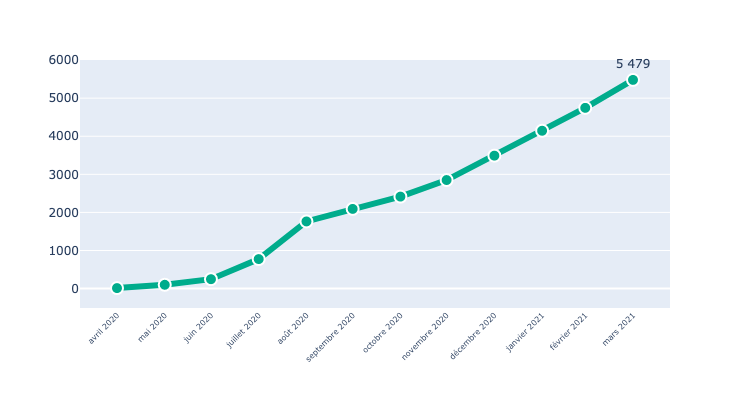 6000
5 479
5000
4000
3000
2000
1000
0
avril 2020
mai 2020
juin 2020
juillet 2020
août 2020
septembre 2020
octobre 2020
novembre 2020
décembre 2020
janvier 2021
février 2021
mars 2021